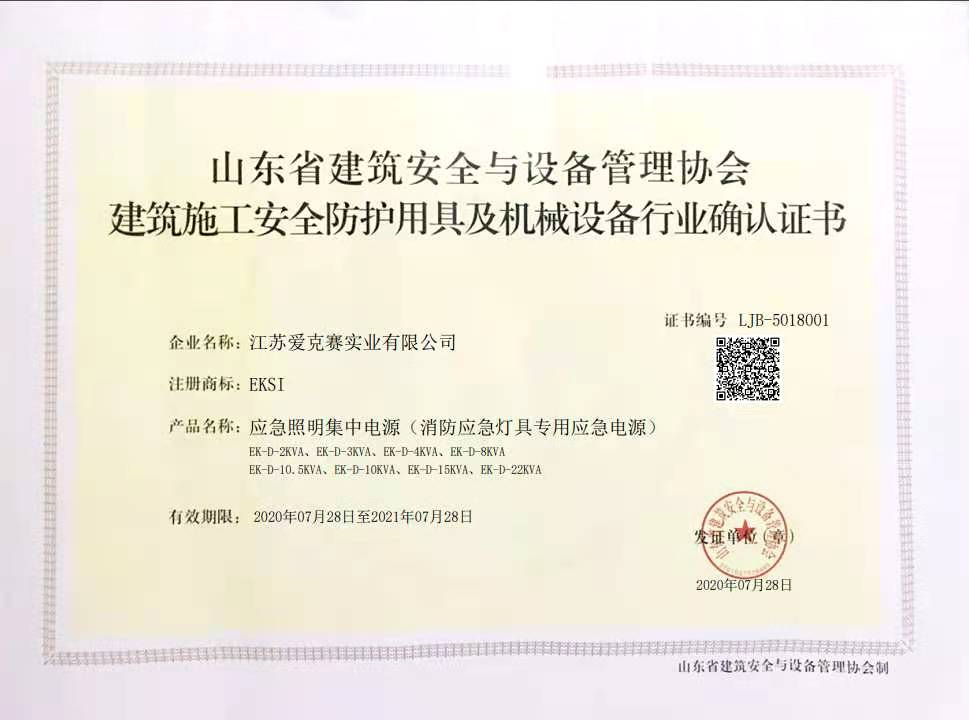 山东省建筑安全与设备管理协会
建筑施工安全防护用具及机械设备行业确认证书
证书编号 LJB-5018001
企业名称：江苏爱克赛实业有限公司
注册商标：EKSI
产品名称：应急照明集中电源（消防应急灯具专用应急电源）
EK-D-2KVA、EK-D-3KVA、EK-D-4KVA、EK-D-8KVA
EK-D-10.5KVA、EK-D-10KVA、EK-D-15KVA、EK-D-22KVA
有效期限：2020年07月28日至2021年07月28日
山东省建筑安全与设备管理协会
发证单位（章）
2020年07月28日
山东省建筑安全与设备管理协会制